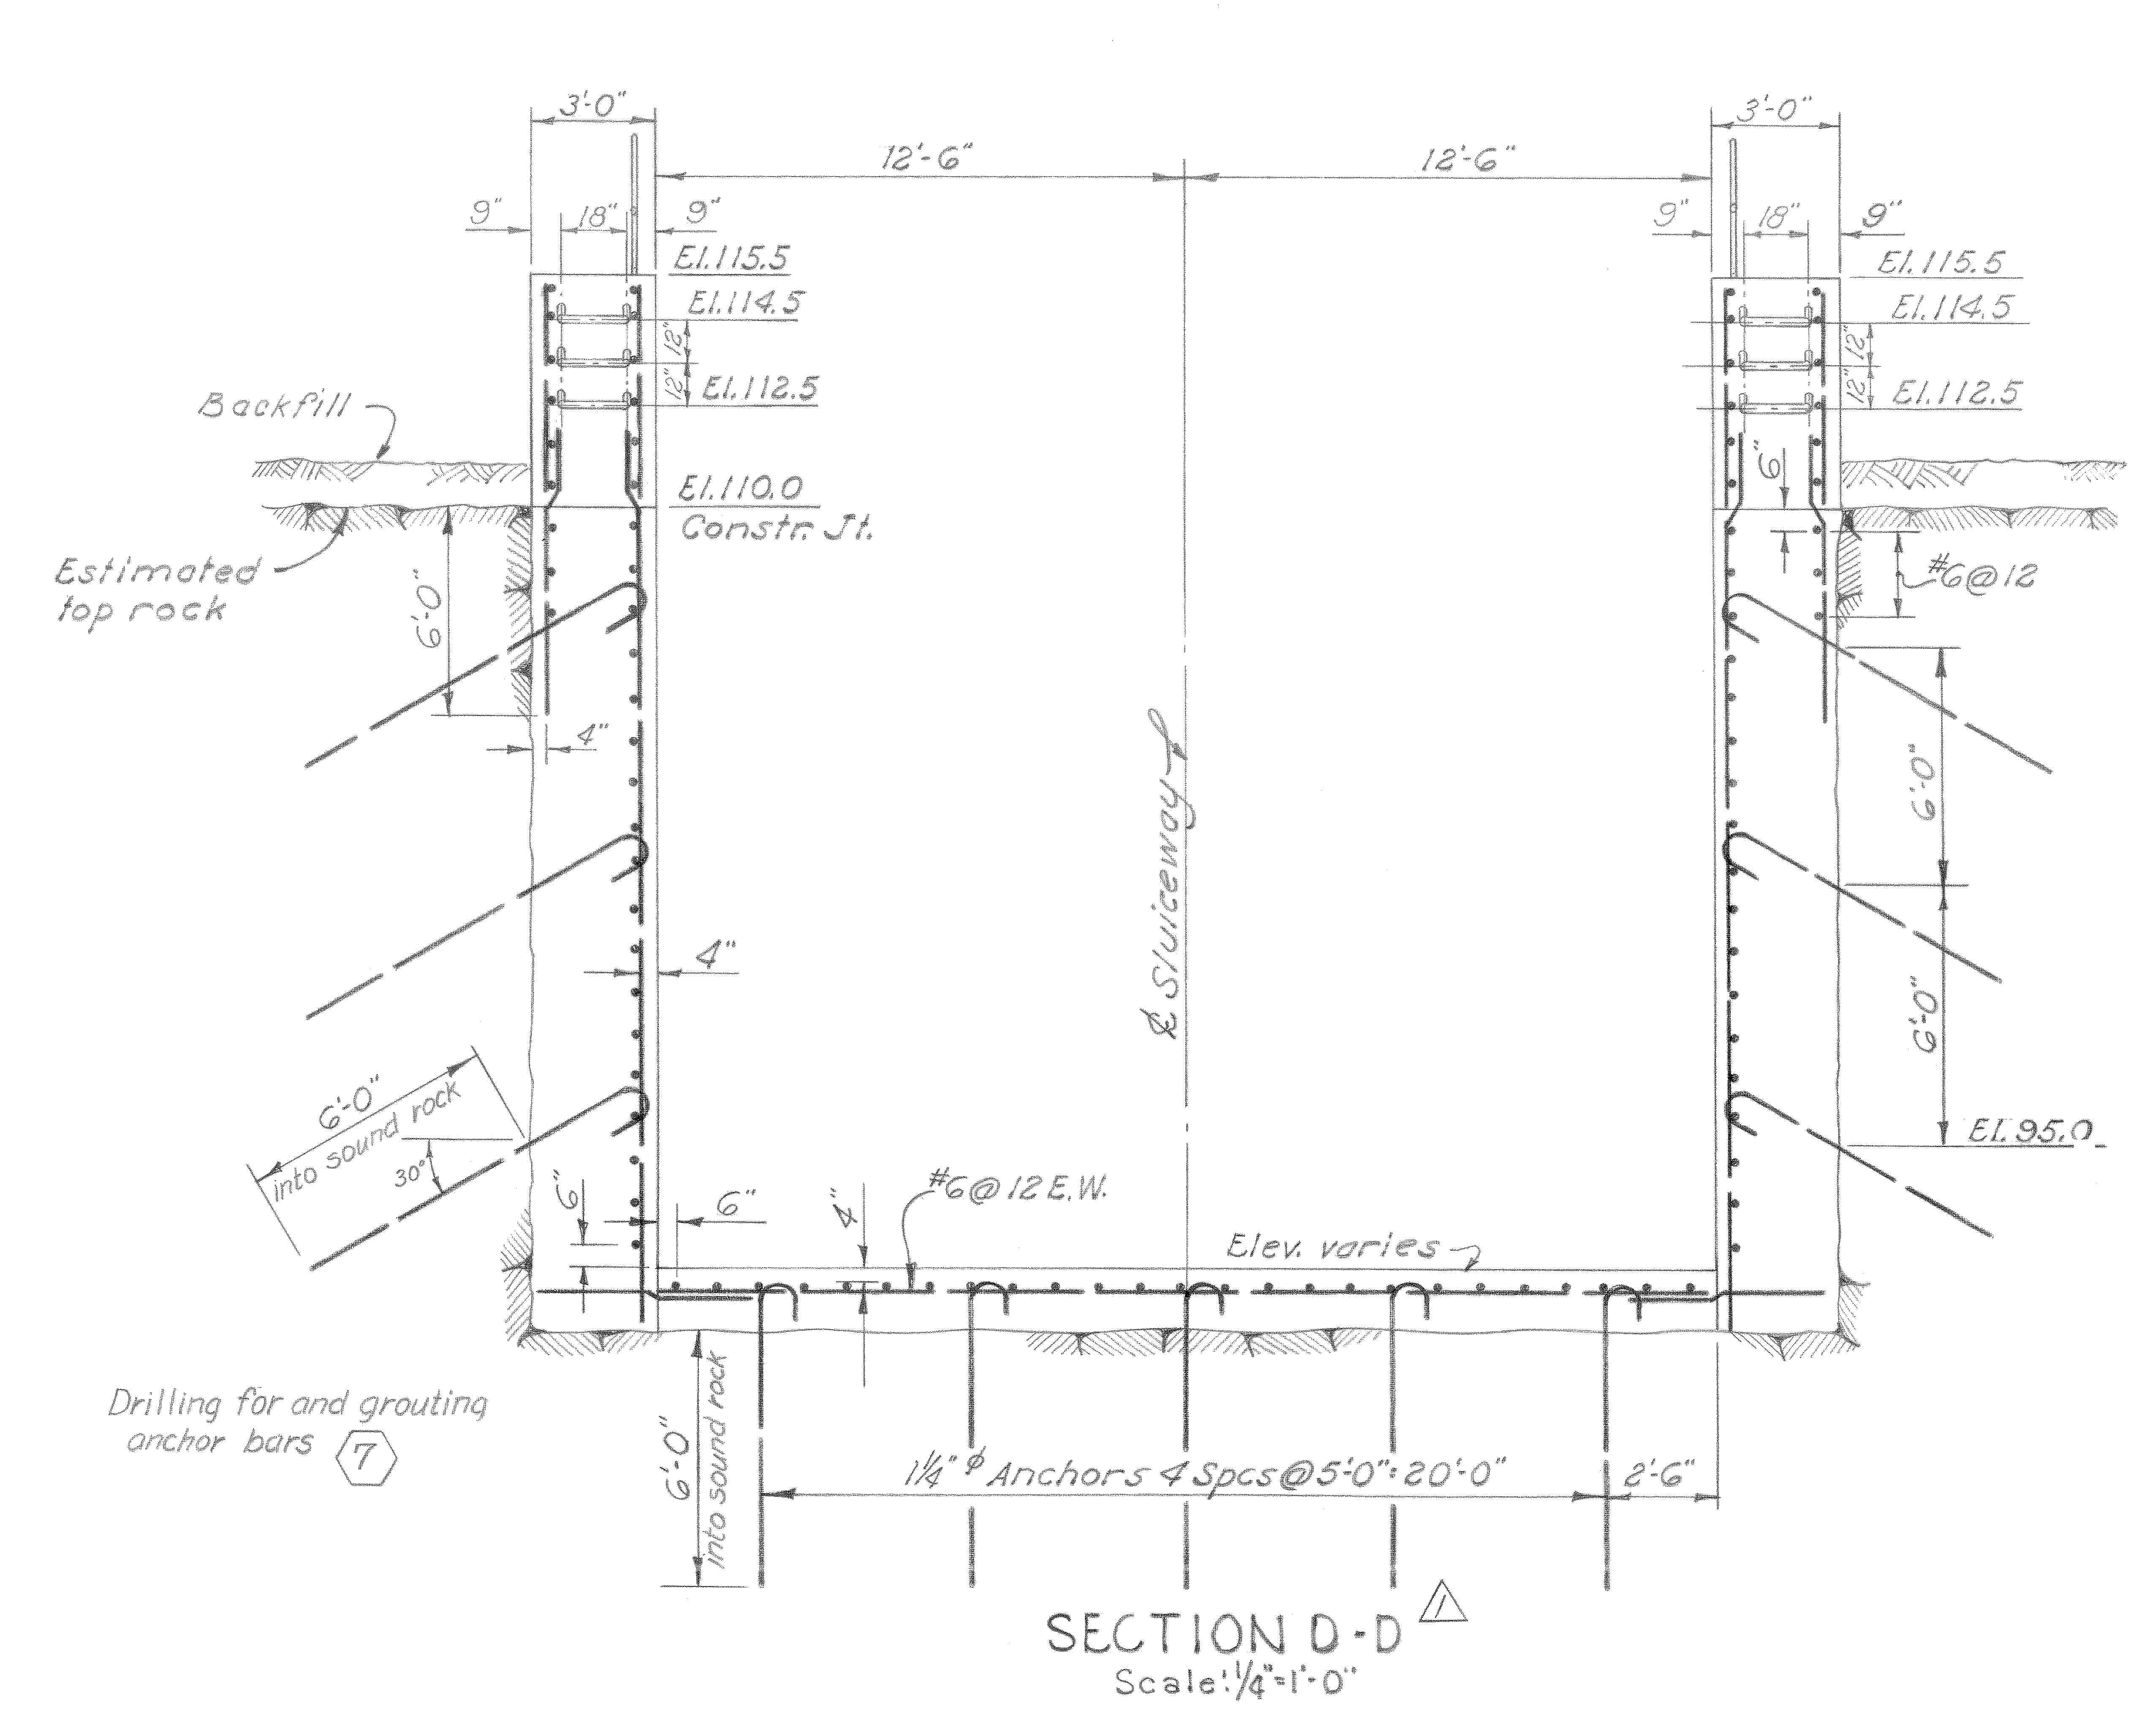 3'-0"
3'-0"
12'-6"
12'-6"
9"
18"
9"
9"
18"
9"
El.115.5
El.115.5
El.114.5
El.114.5
12"
12"
12"
12"
El.112.5
El.112.5
Backfill
6"
El.110.0
Constr. Jt.
Estimated
top rock
#6@12
6'-0"
4"
6'-0"
4"
℄ Sluiceway
6'-0"
6'-0"
into sound rock
30°
El. 95.0
6"
6"
4"
#6@12 E.W.
Elev. varies
Drilling for and grouting
anchor bars 7
6'-0"
into sound rock
1¼"ϕ Anchors 4 Spcs@5'-0"=20'-0"
2'-6"
SECTION D-D
1
Scale:¼"=1'-0"